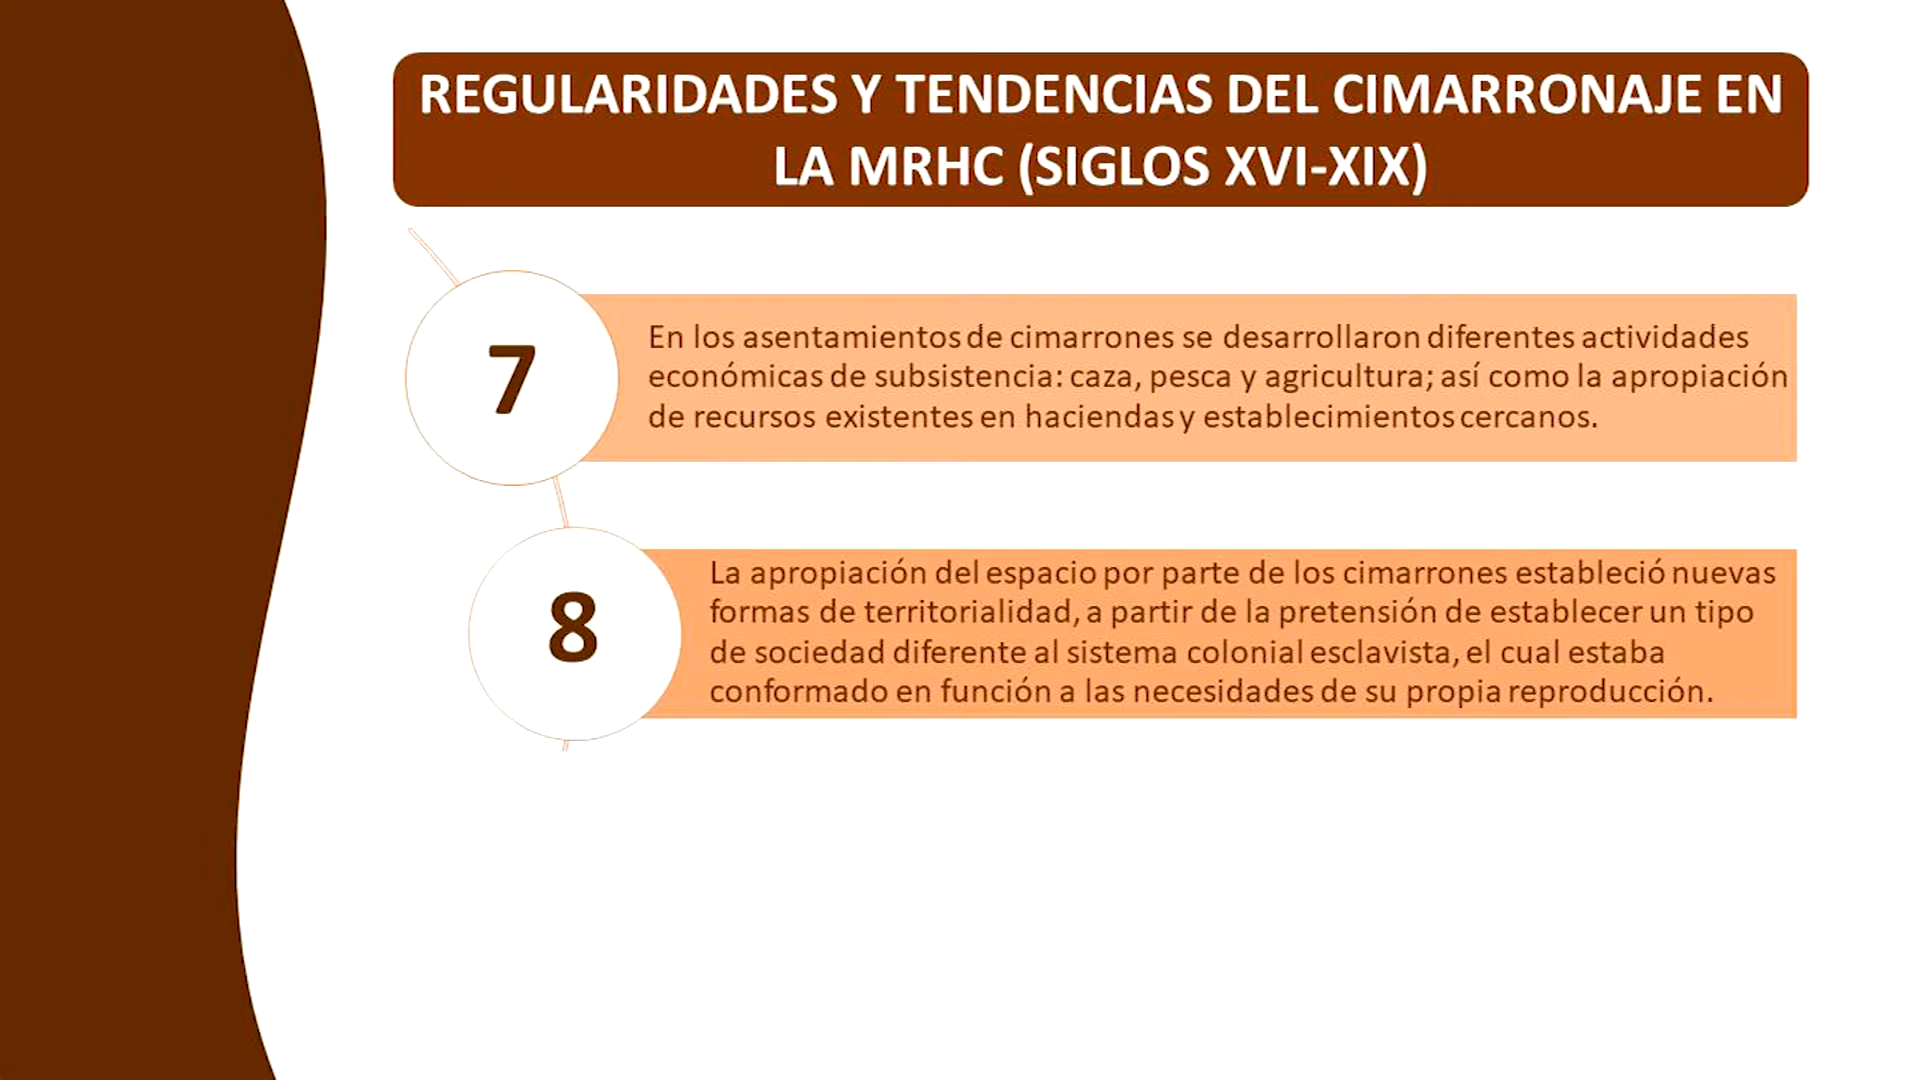 REGULARIDADES Y TENDENCIAS DEL CIMARRONAJE EN
LA MRHC (SIGLOS XVI-XIX)
7
En los asentamientos de cimarrones se desarrollaron diferentes actividades
económicas de subsistencia: caza, pesca y agricultura; así como la apropiación
de recursos existentes en haciendas y establecimientos cercanos.
8
La apropiación del espacio por parte de los cimarrones estableció nuevas
formas de territorialidad, a partir de la pretensión de establecer un tipo
de sociedad diferente al sistema colonial esclavista, el cual estaba
conformado en función a las necesidades de su propia reproducción.